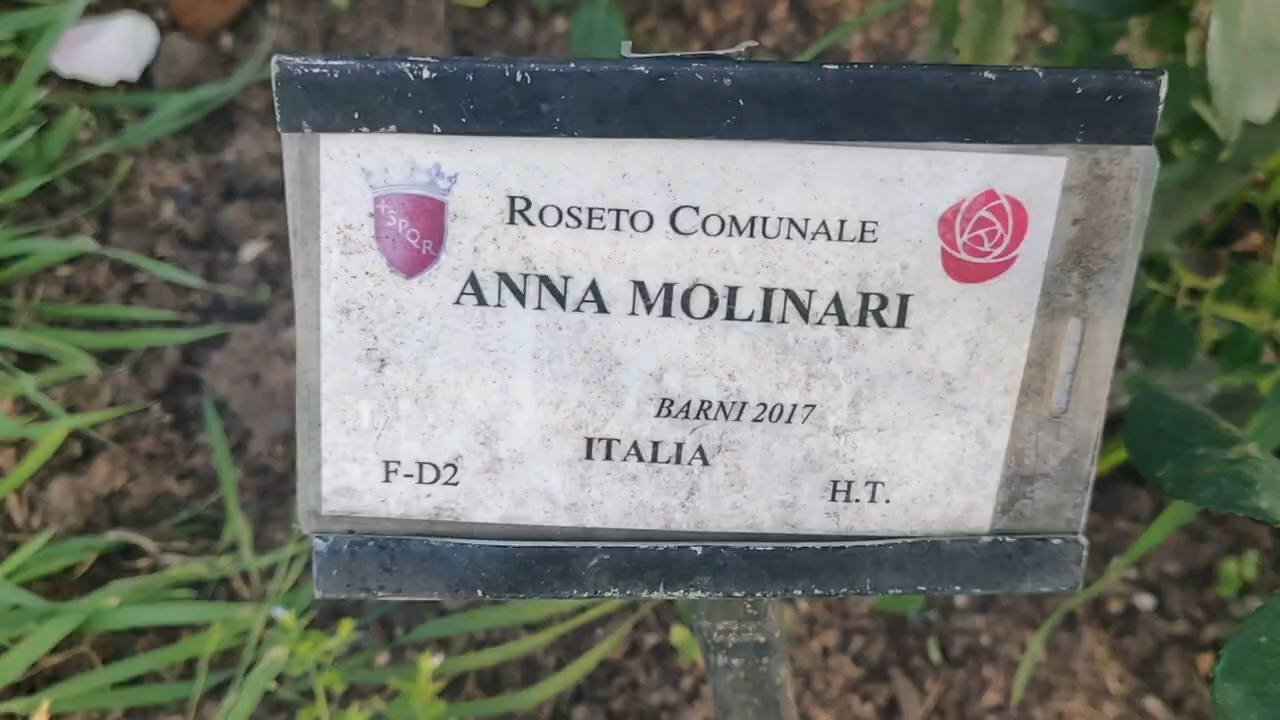 +SPQR
ROSETO COMUNALE
ANNA MOLINARI
BARNI 2017
ITALIA
F-D2
H.T.